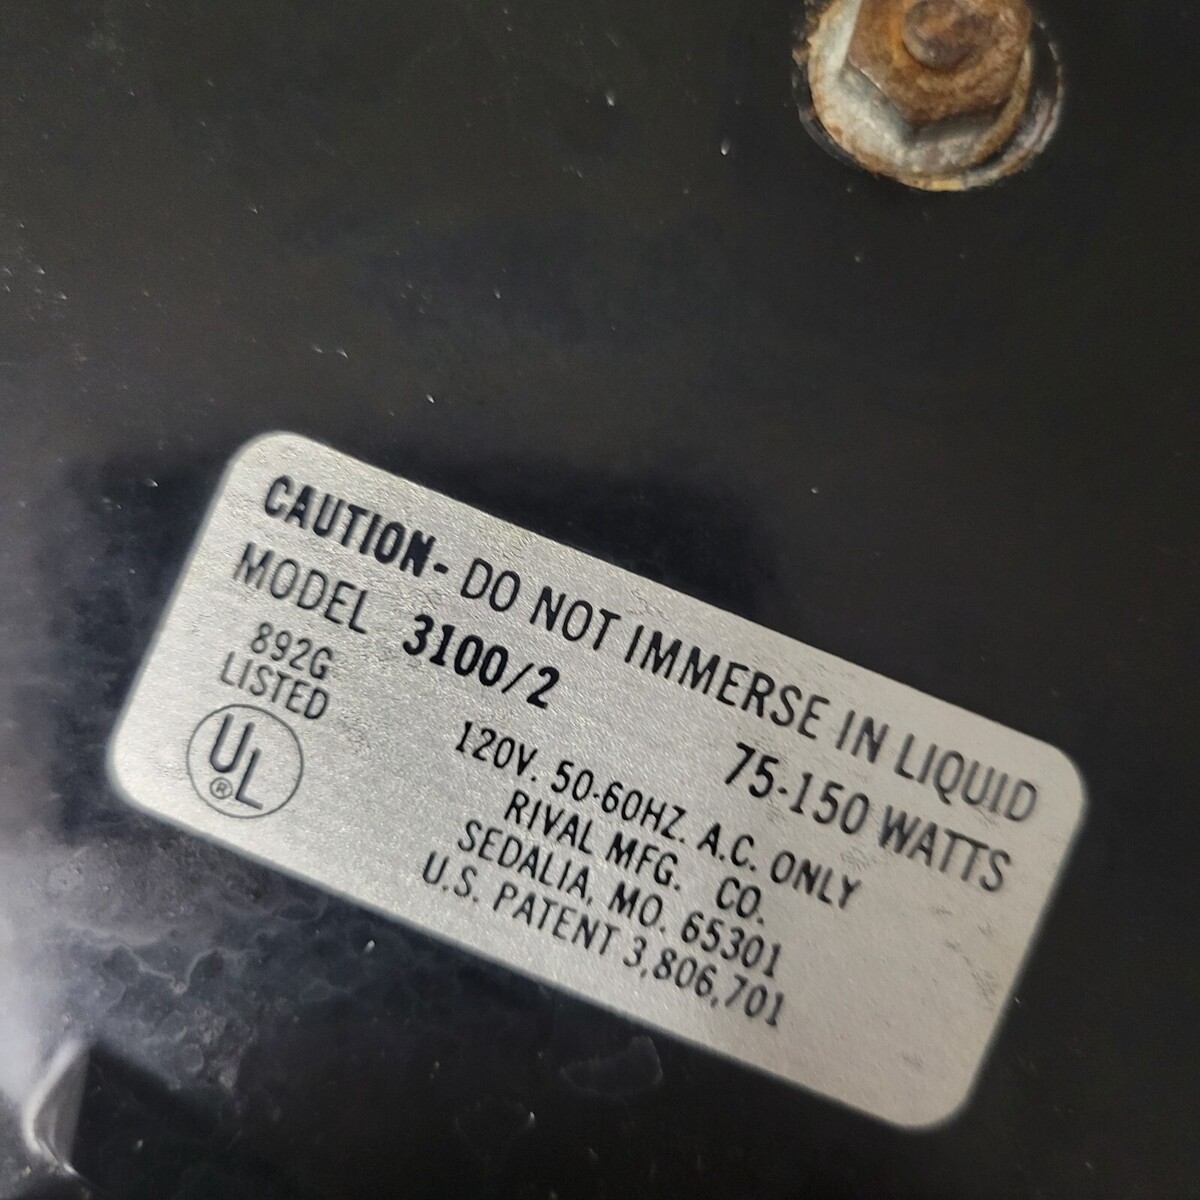 CAUTION- DO NOT IMMERSE IN LIQUID
MODEL 3100/2 75-150 WATTS
892G
LISTED
UL
®
120V. 50-60HZ. A.C. ONLY
RIVAL MFG. CO.
SEDALIA, MO. 65301
U.S. PATENT 3,806,701